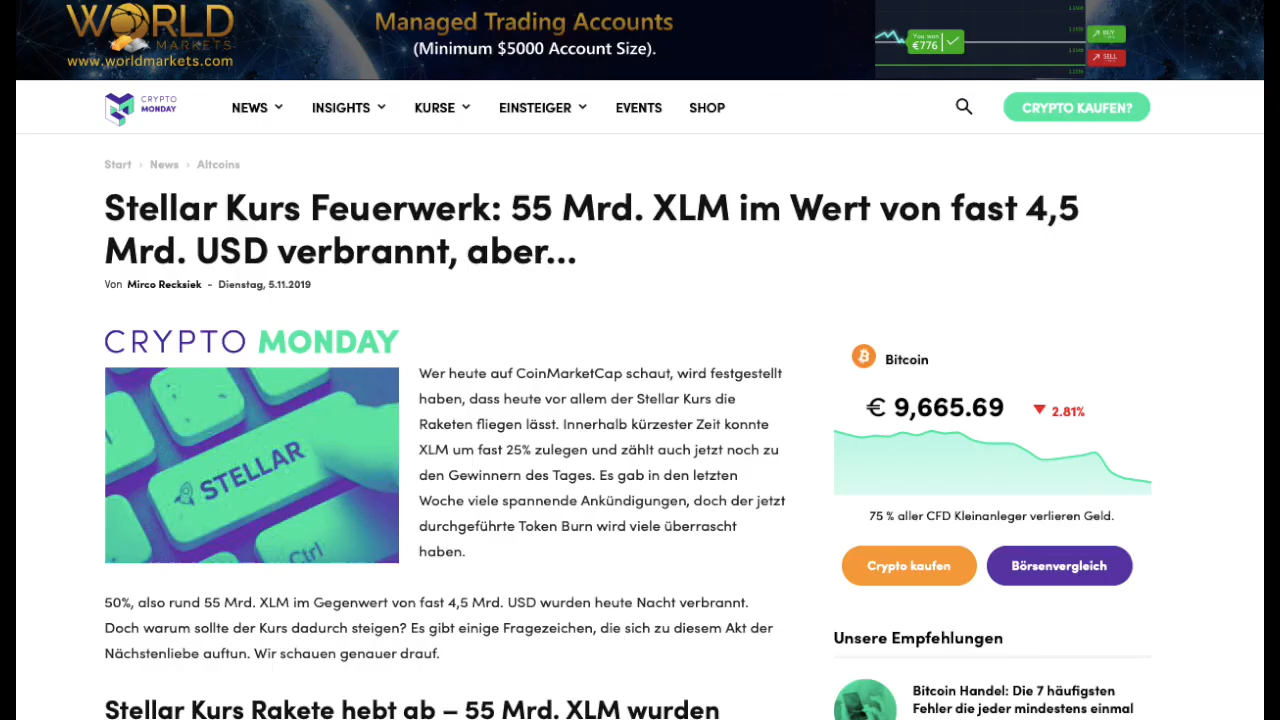 WORLD
MARKETS
www.worldmarkets.com
Managed Trading Accounts
(Minimum $5000 Account Size).
You won
€776
BUY
SELL
CRYPTO
MONDAY
NEWS
INSIGHTS
KURSE
EINSTEIGER
EVENTS
SHOP
CRYPTO KAUFEN?
Start › News › Altcoins
Stellar Kurs Feuerwerk: 55 Mrd. XLM im Wert von fast 4,5
Mrd. USD verbrannt, aber...
Von Mirco Recksiek - Dienstag, 5.11.2019
CRYPTO MONDAY
STELLAR
Ctrl
Wer heute auf CoinMarketCap schaut, wird festgestellt
haben, dass heute vor allem der Stellar Kurs die
Raketen fliegen lässt. Innerhalb kürzester Zeit konnte
XLM um fast 25% zulegen und zählt auch jetzt noch zu
den Gewinnern des Tages. Es gab in den letzten
Woche viele spannende Ankündigungen, doch der jetzt
durchgeführte Token Burn wird viele überrascht
haben.
50%, also rund 55 Mrd. XLM im Gegenwert von fast 4,5 Mrd. USD wurden heute Nacht verbrannt.
Doch warum sollte der Kurs dadurch steigen? Es gibt einige Fragezeichen, die sich zu diesem Akt der
Nächstenliebe auftun. Wir schauen genauer drauf.
Stellar Kurs Rakete hebt ab – 55 Mrd. XLM wurden
Bitcoin
€ 9,665.69
2.81%
75 % aller CFD Kleinanleger verlieren Geld.
Crypto kaufen
Börsenvergleich
Unsere Empfehlungen
Bitcoin Handel: Die 7 häufigsten
Fehler die jeder mindestens einmal